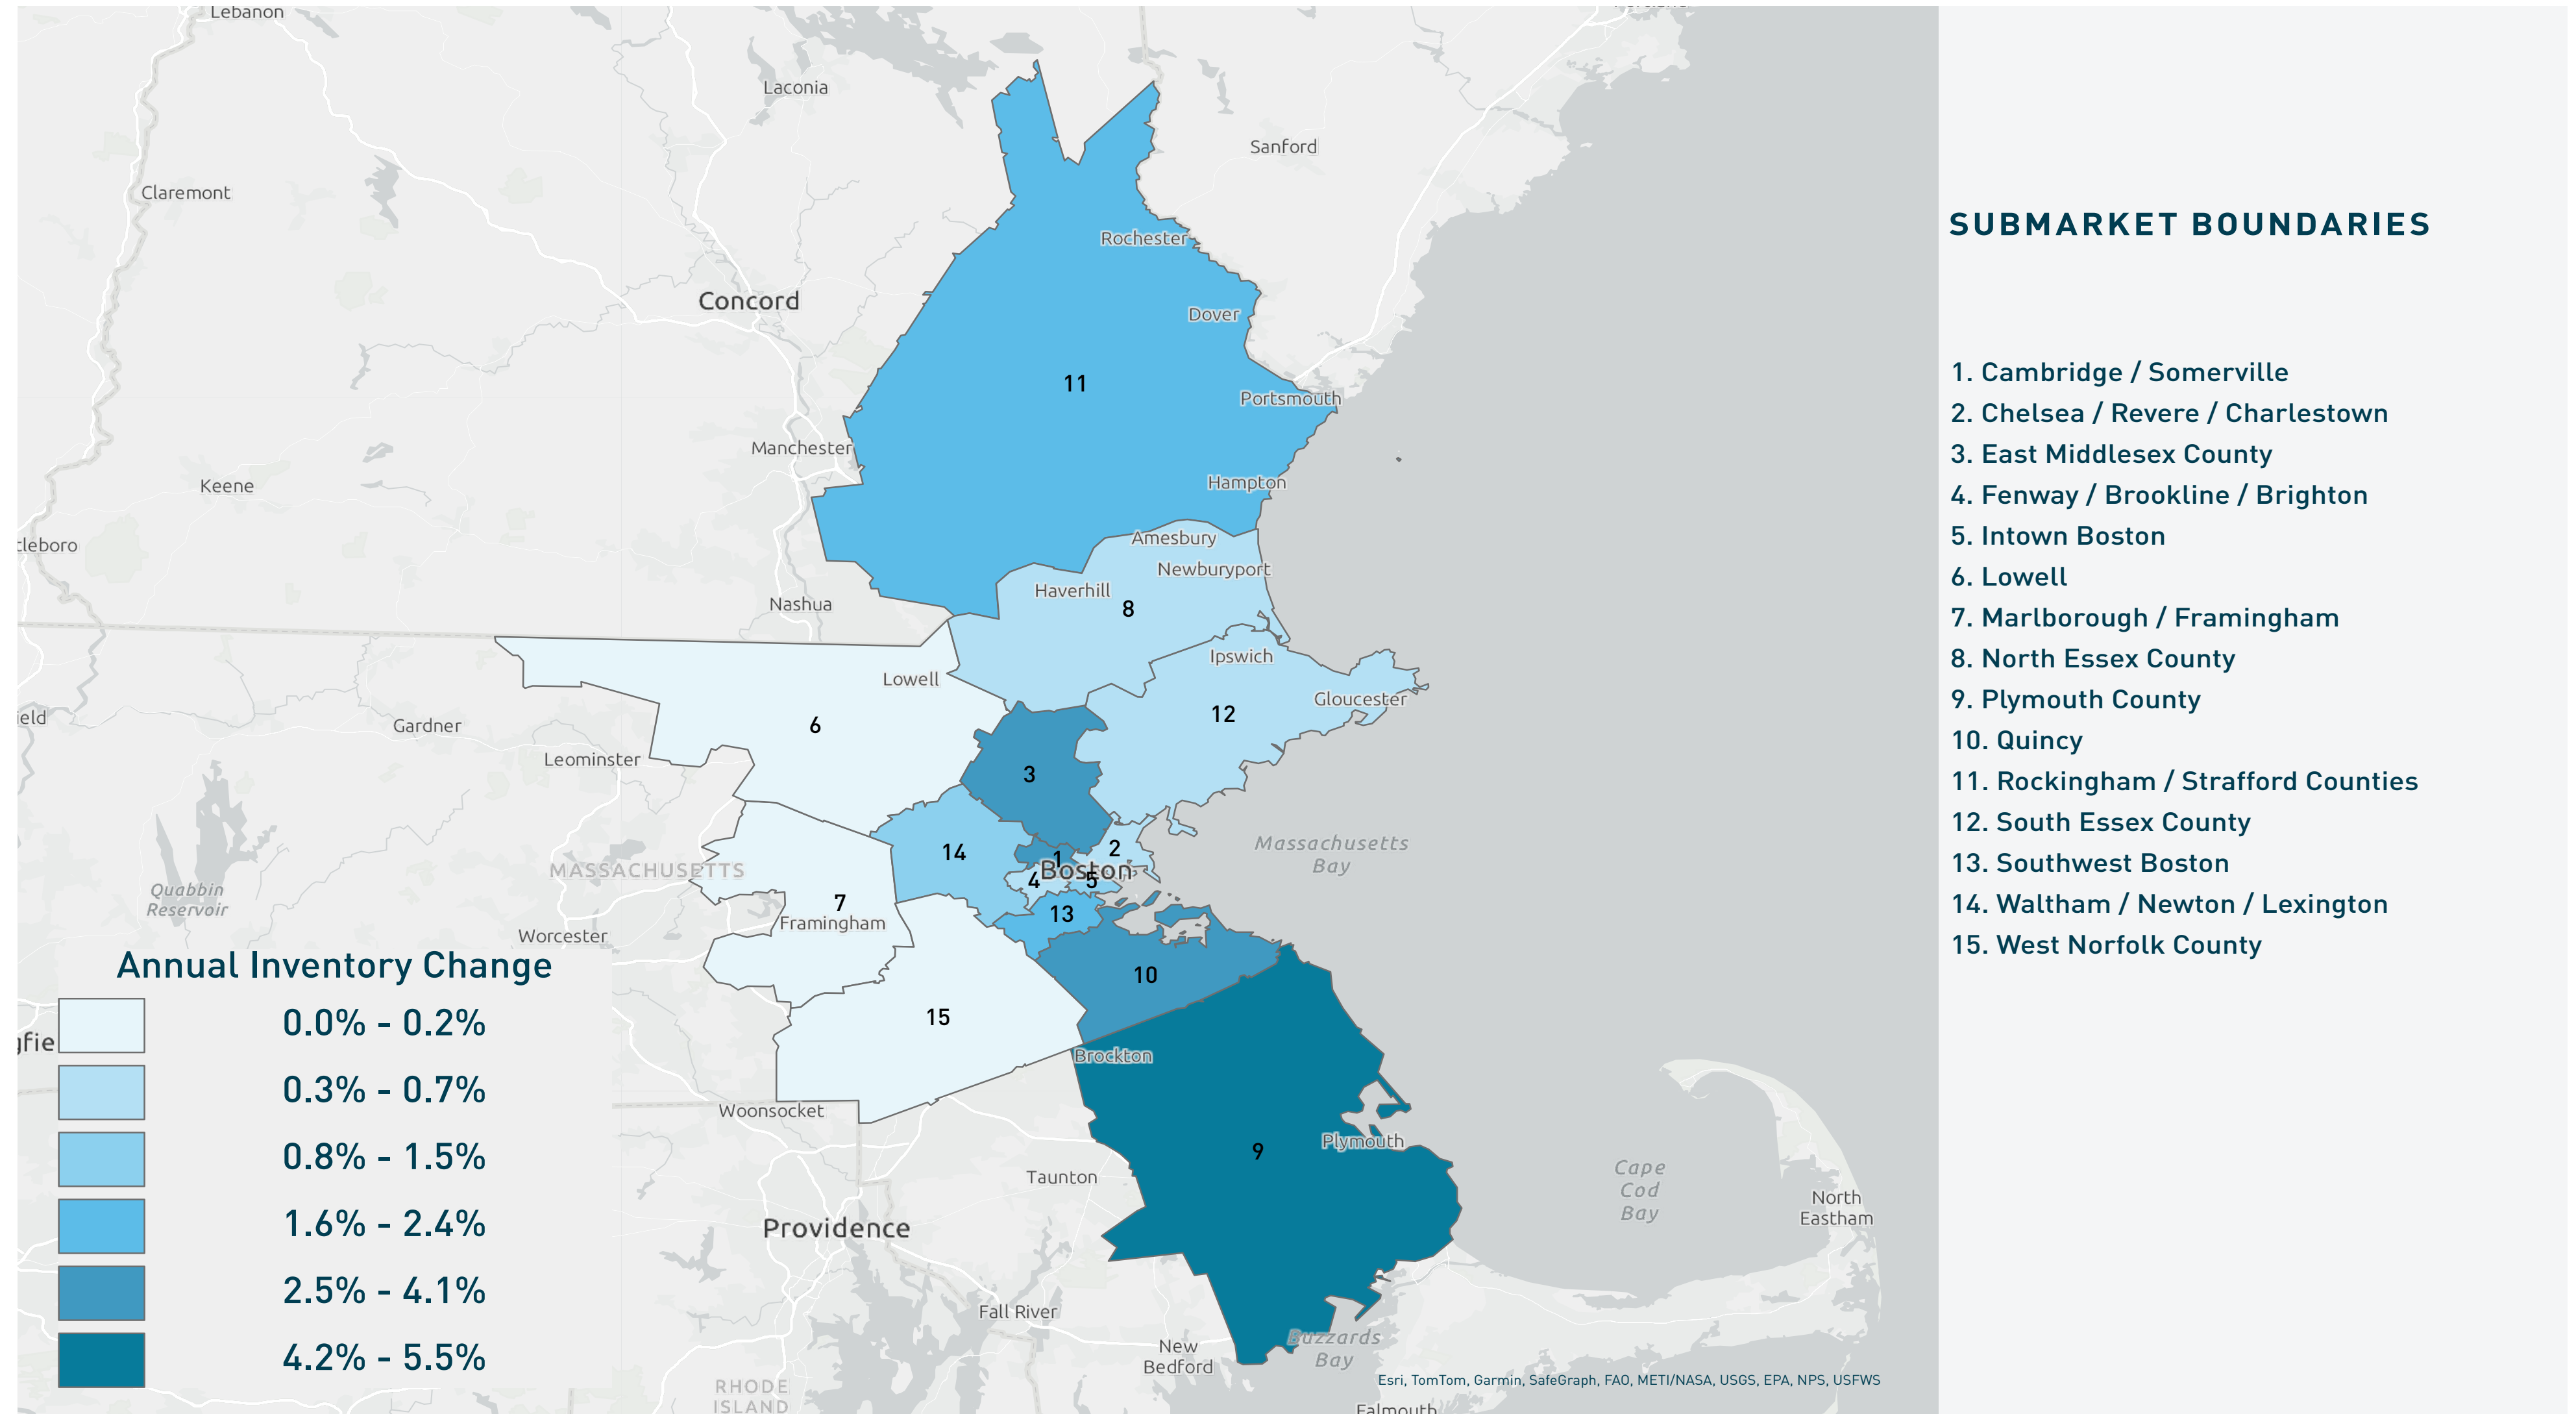 Lebanon
Laconia
Sanford
Claremont
Rochester
Concord
Dover
11
Portsmouth
Manchester
Keene
Hampton
tleboro
Amesbury
Newburyport
Haverhill
Nashua
8
Ipswich
Lowell
Gloucester
ield
Gardner
6
12
Leominster
3
MASSACHUSETTS
14
1
2
Boston
4
5
Massachusetts
Bay
Quabbin
Reservoir
7
Framingham
13
Worcester
10
15
gfie
Brockton
Woonsocket
9
Plymouth
Taunton
Cape
Cod
Bay
North
Eastham
Providence
Fall River
New
Bedford
Buzzards
Bay
RHODE
ISLAND
Falmouth
Esri, TomTom, Garmin, SafeGraph, FAO, METI/NASA, USGS, EPA, NPS, USFWS
Annual Inventory Change
0.0% - 0.2%
0.3% - 0.7%
0.8% - 1.5%
1.6% - 2.4%
2.5% - 4.1%
4.2% - 5.5%
SUBMARKET BOUNDARIES
1. Cambridge / Somerville
2. Chelsea / Revere / Charlestown
3. East Middlesex County
4. Fenway / Brookline / Brighton
5. Intown Boston
6. Lowell
7. Marlborough / Framingham
8. North Essex County
9. Plymouth County
10. Quincy
11. Rockingham / Strafford Counties
12. South Essex County
13. Southwest Boston
14. Waltham / Newton / Lexington
15. West Norfolk County